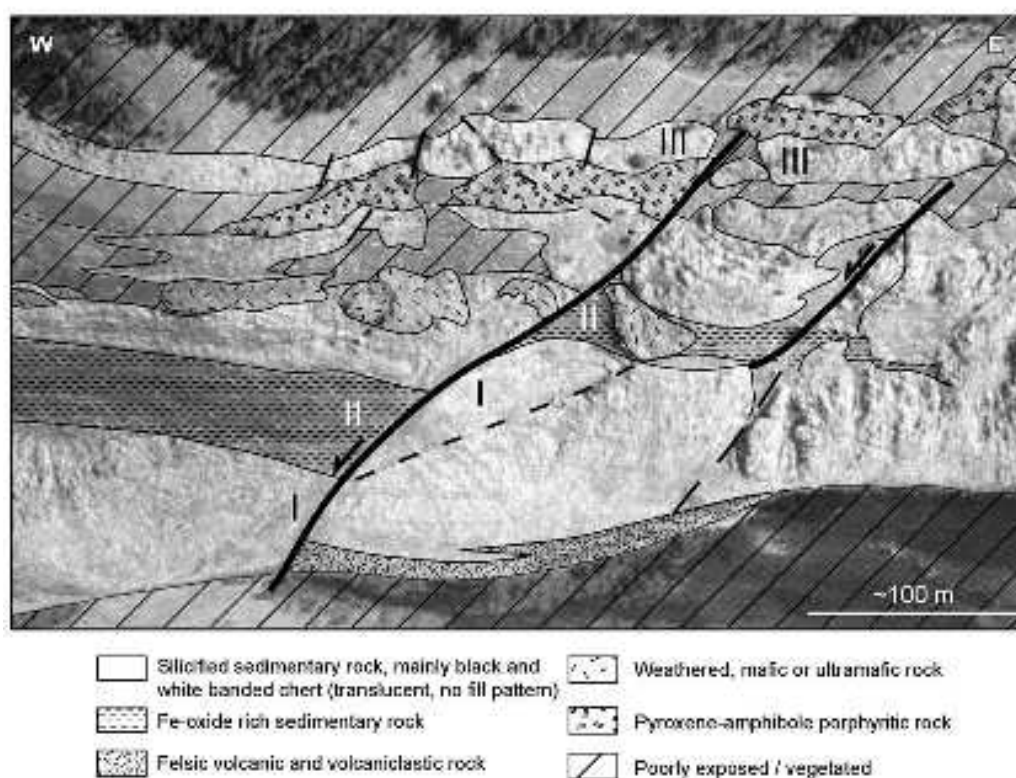 W E
III
III
II
I
II
I
~100 m
Silicified sedimentary rock, mainly black and
white banded chert (translucent, no fill pattern)
Fe-oxide rich sedimentary rock
Felsic volcanic and volcaniclastic rock
Weathered, mafic or ultramafic rock
Pyroxene-amphibole porphyritic rock
Poorly exposed / vegetated